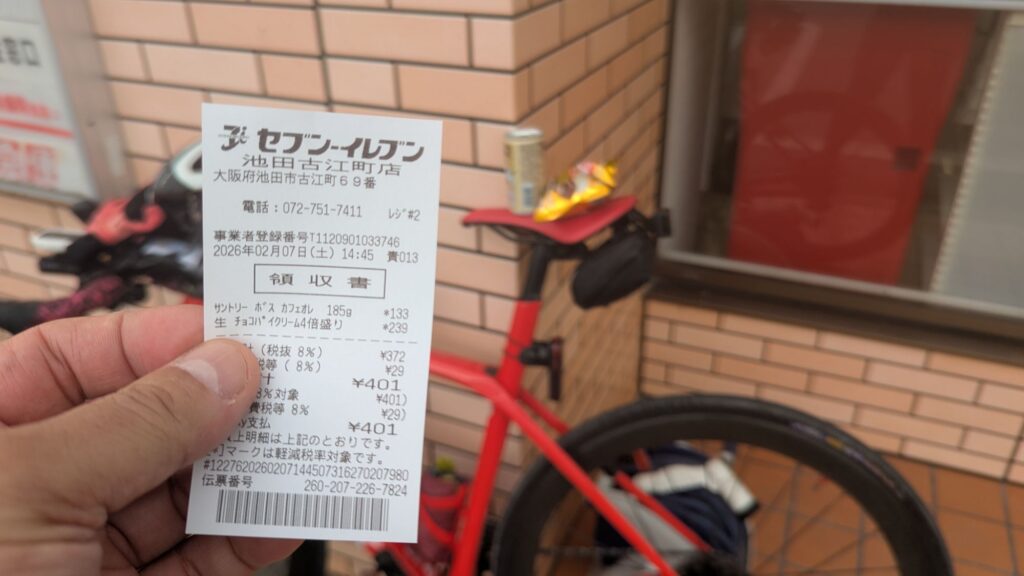 セブン-イレブン
池田古江町店
大阪府池田市古江町69番
電話:072-751-7411 レジ#2
事業者登録番号T1120901033746
2026年02月07日(土) 14:45 責013
領収書
サントリー ボス カフェオレ 185g *133
生 チョコパイクリーム4倍盛り *239
(税抜 8%) ¥372
税等( 8%) ¥29
計 ¥401
8%対象 ¥401)
費税等 8% ¥29)
支払 ¥401
上明細は上記のとおりです。
マークは軽減税率対象です。
#122762026020714450731627020798​0
伝票番号 260-207-226-7824